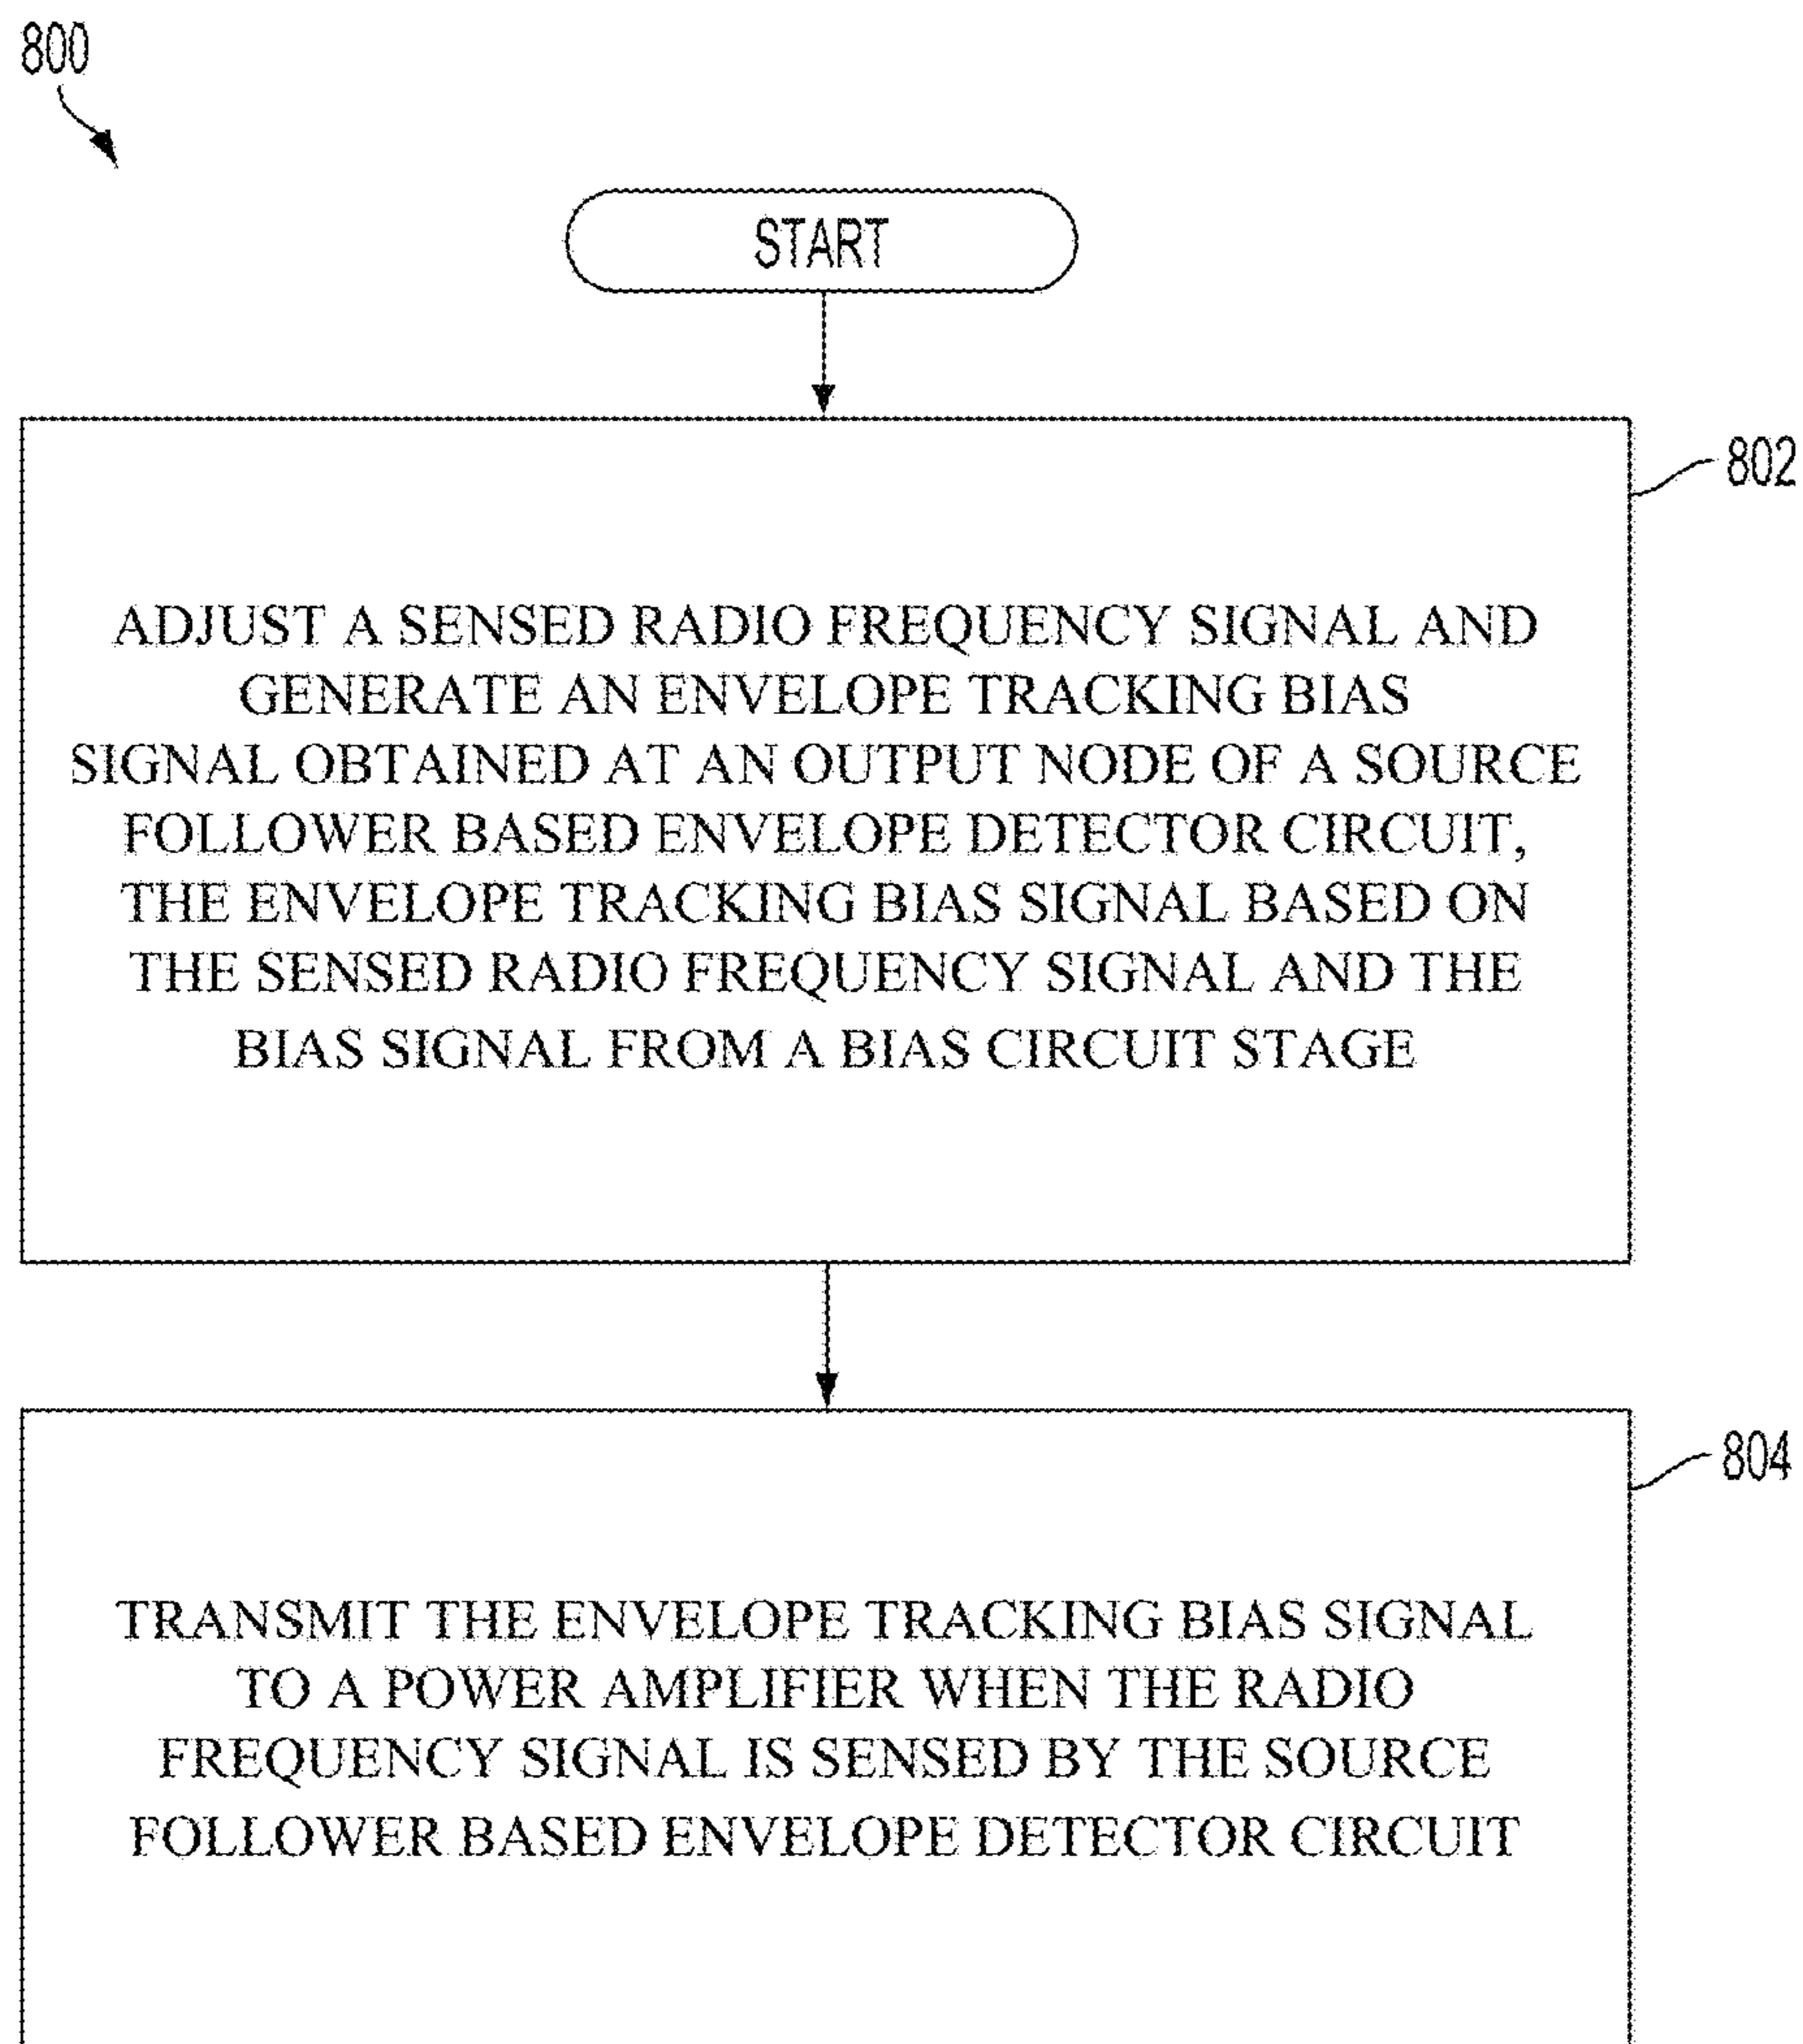 800
START
802
ADJUST A SENSED RADIO FREQUENCY SIGNAL AND
GENERATE AN ENVELOPE TRACKING BIAS
SIGNAL OBTAINED AT AN OUTPUT NODE OF A SOURCE
FOLLOWER BASED ENVELOPE DETECTOR CIRCUIT,
THE ENVELOPE TRACKING BIAS SIGNAL BASED ON
THE SENSED RADIO FREQUENCY SIGNAL AND THE
BIAS SIGNAL FROM A BIAS CIRCUIT STAGE
804
TRANSMIT THE ENVELOPE TRACKING BIAS SIGNAL
TO A POWER AMPLIFIER WHEN THE RADIO
FREQUENCY SIGNAL IS SENSED BY THE SOURCE
FOLLOWER BASED ENVELOPE DETECTOR CIRCUIT